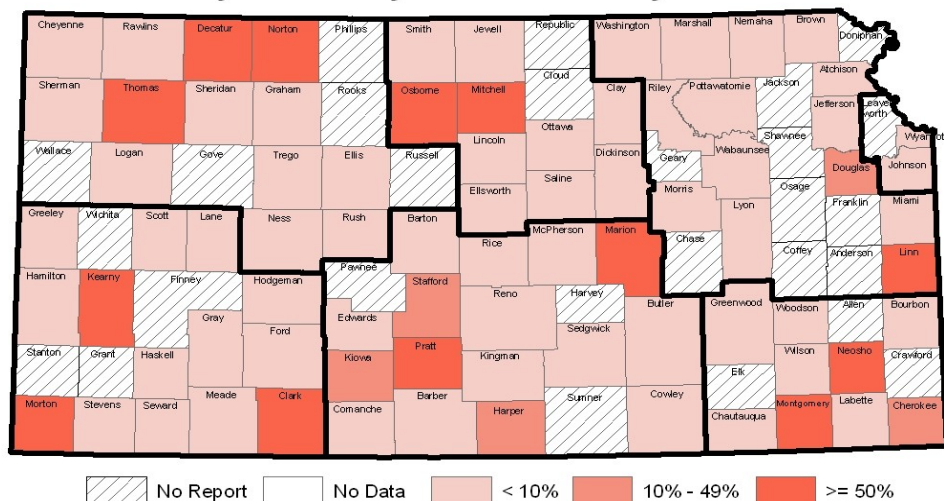 Cheyenne Rawlins Decatur Norton Phillips Smith Jewell Republic Washington Marshall Nemaha Brown Doniphan
Sherman Thomas Sheridan Graham Rooks Osborne Mitchell Cloud Clay Riley Pottawatomie Jackson Atchison
Jefferson Leavenworth Wyandot
Wallace Logan Gove Trego Ellis Russell Lincoln Ottawa Dickinson Geary Wabaunsee Shawnee Douglas Johnson
Ellsworth Saline Morris Lyon Osage Franklin Miami
Greeley Wichita Scott Lane Ness Rush Barton Rice McPherson Marion Chase Coffey Anderson Linn
Hamilton Kearny Finney Hodgeman Pawnee Stafford Reno Harvey Butler Greenwood Woodson Allen Bourbon
Gray Ford Edwards Sedgwick
Stanton Grant Haskell Kiowa Pratt Kingman Elk Wilson Neosho Crawford
Morton Stevens Seward Meade Clark Comanche Barber Harper Sumner Cowley Chautauqua Montgomery Labette Cherokee
No Report No Data < 10% 10% - 49% >= 50%